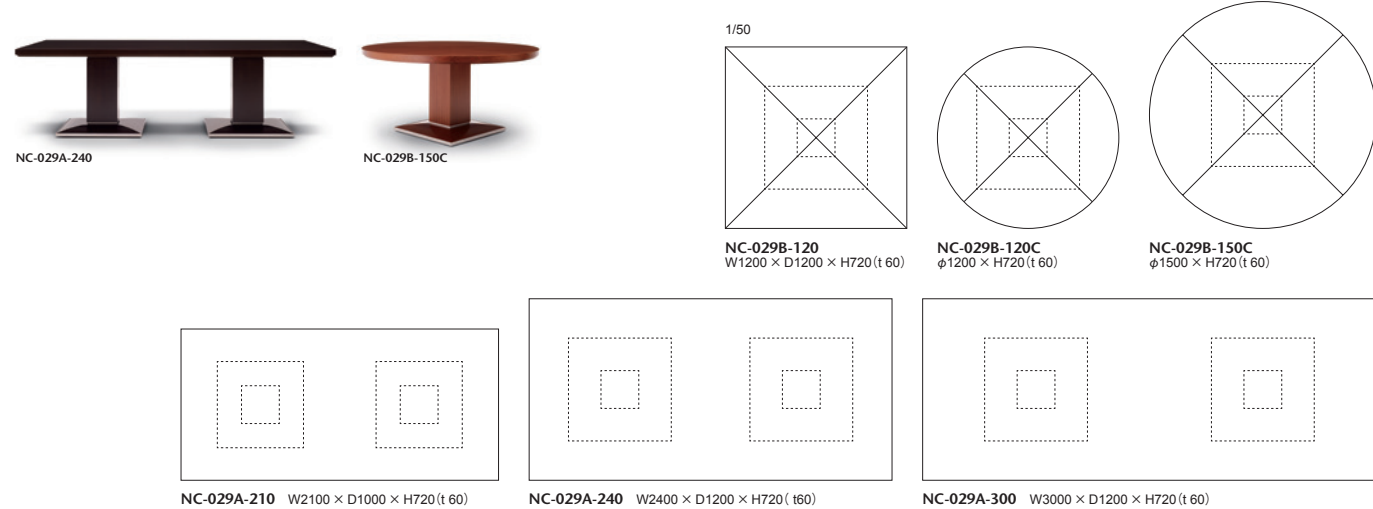 1/50
NC-029A-240
NC-029B-150C
NC-029B-120
W1200 × D1200 × H720(t 60)
NC-029B-120C
φ1200 × H720(t 60)
NC-029B-150C
φ1500 × H720(t 60)
NC-029A-210 W2100 × D1000 × H720(t 60)
NC-029A-240 W2400 × D1200 × H720( t60)
NC-029A-300 W3000 × D1200 × H720(t 60)